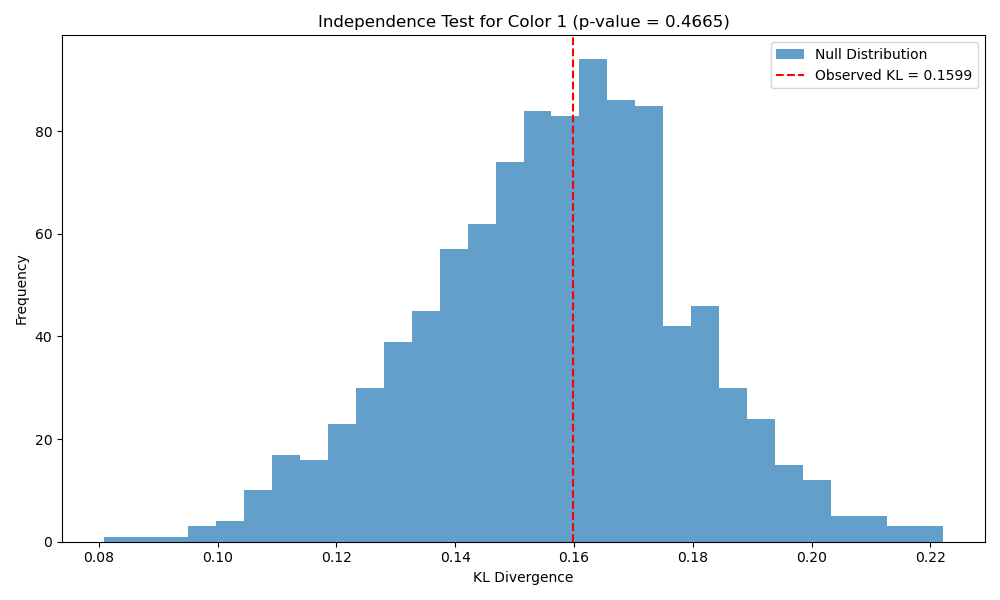 Independence Test for Color 1 (p-value = 0.4665)
Null Distribution
Observed KL = 0.1599
Frequency
80
60
40
20
0
0.08 0.10 0.12 0.14 0.16 0.18 0.20 0.22
KL Divergence